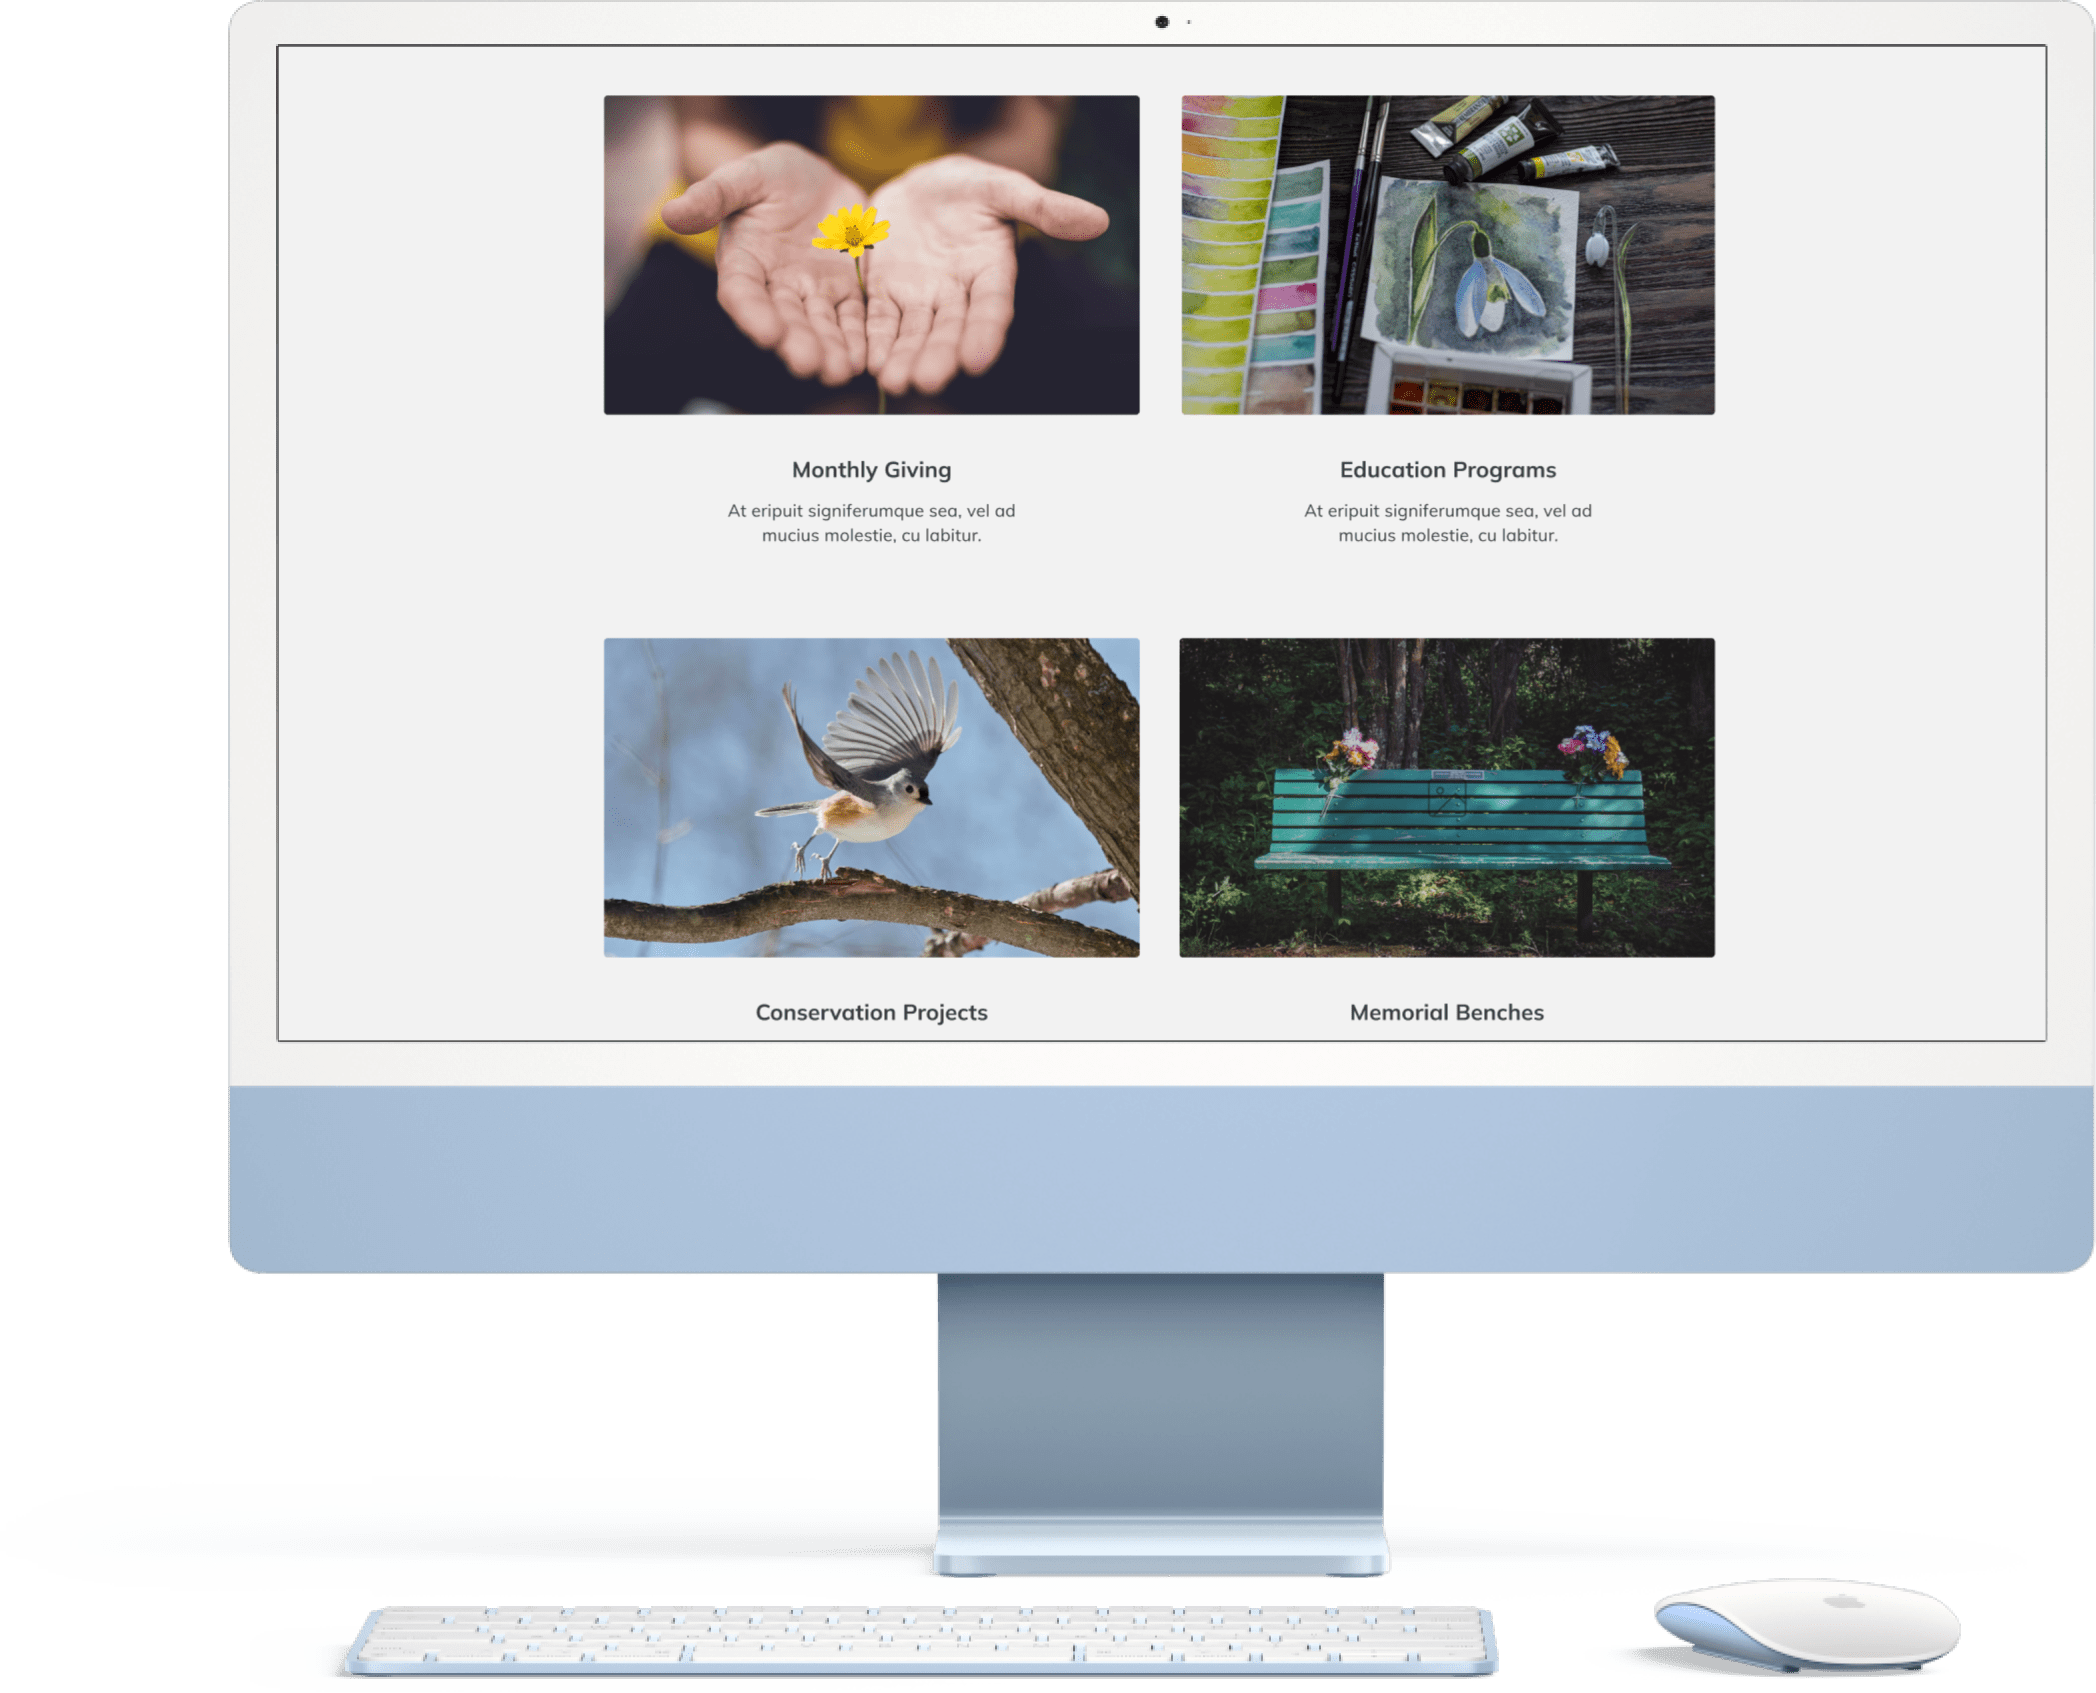 Monthly Giving
At eripuit signiferumque sea, vel ad
mucius molestie, cu labitur.
Education Programs
At eripuit signiferumque sea, vel ad
mucius molestie, cu labitur.
Conservation Projects
Memorial Benches